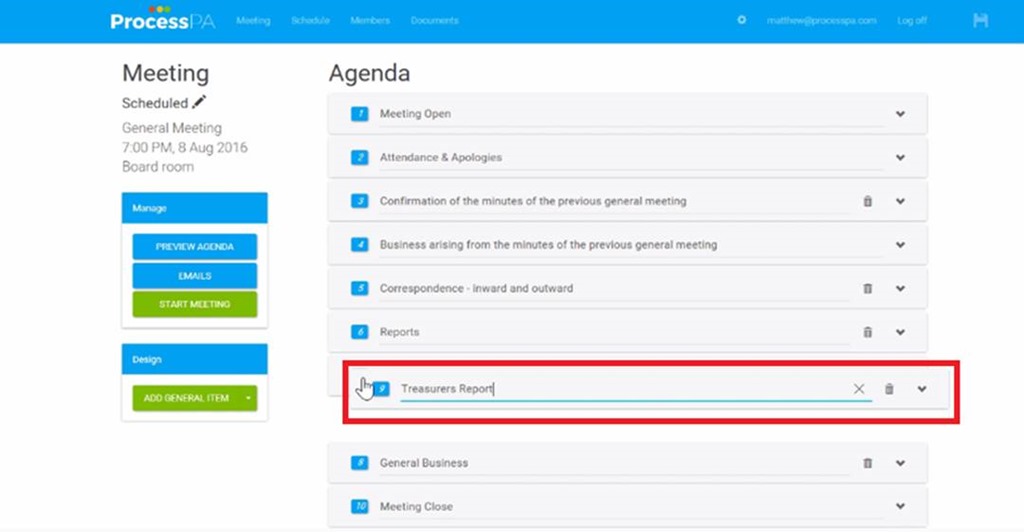 ProcessPA Meeting Schedule Members Documents matthew@processpa.com Log off
Meeting
Scheduled
General Meeting
7:00 PM, 8 Aug 2016
Board room
Manage
PREVIEW AGENDA
EMAILS
START MEETING
Design
ADD GENERAL ITEM
Agenda
1 Meeting Open
2 Attendance & Apologies
3 Confirmation of the minutes of the previous general meeting
4 Business arising from the minutes of the previous general meeting
5 Correspondence - inward and outward
6 Reports
9 Treasurers Report
8 General Business
10 Meeting Close